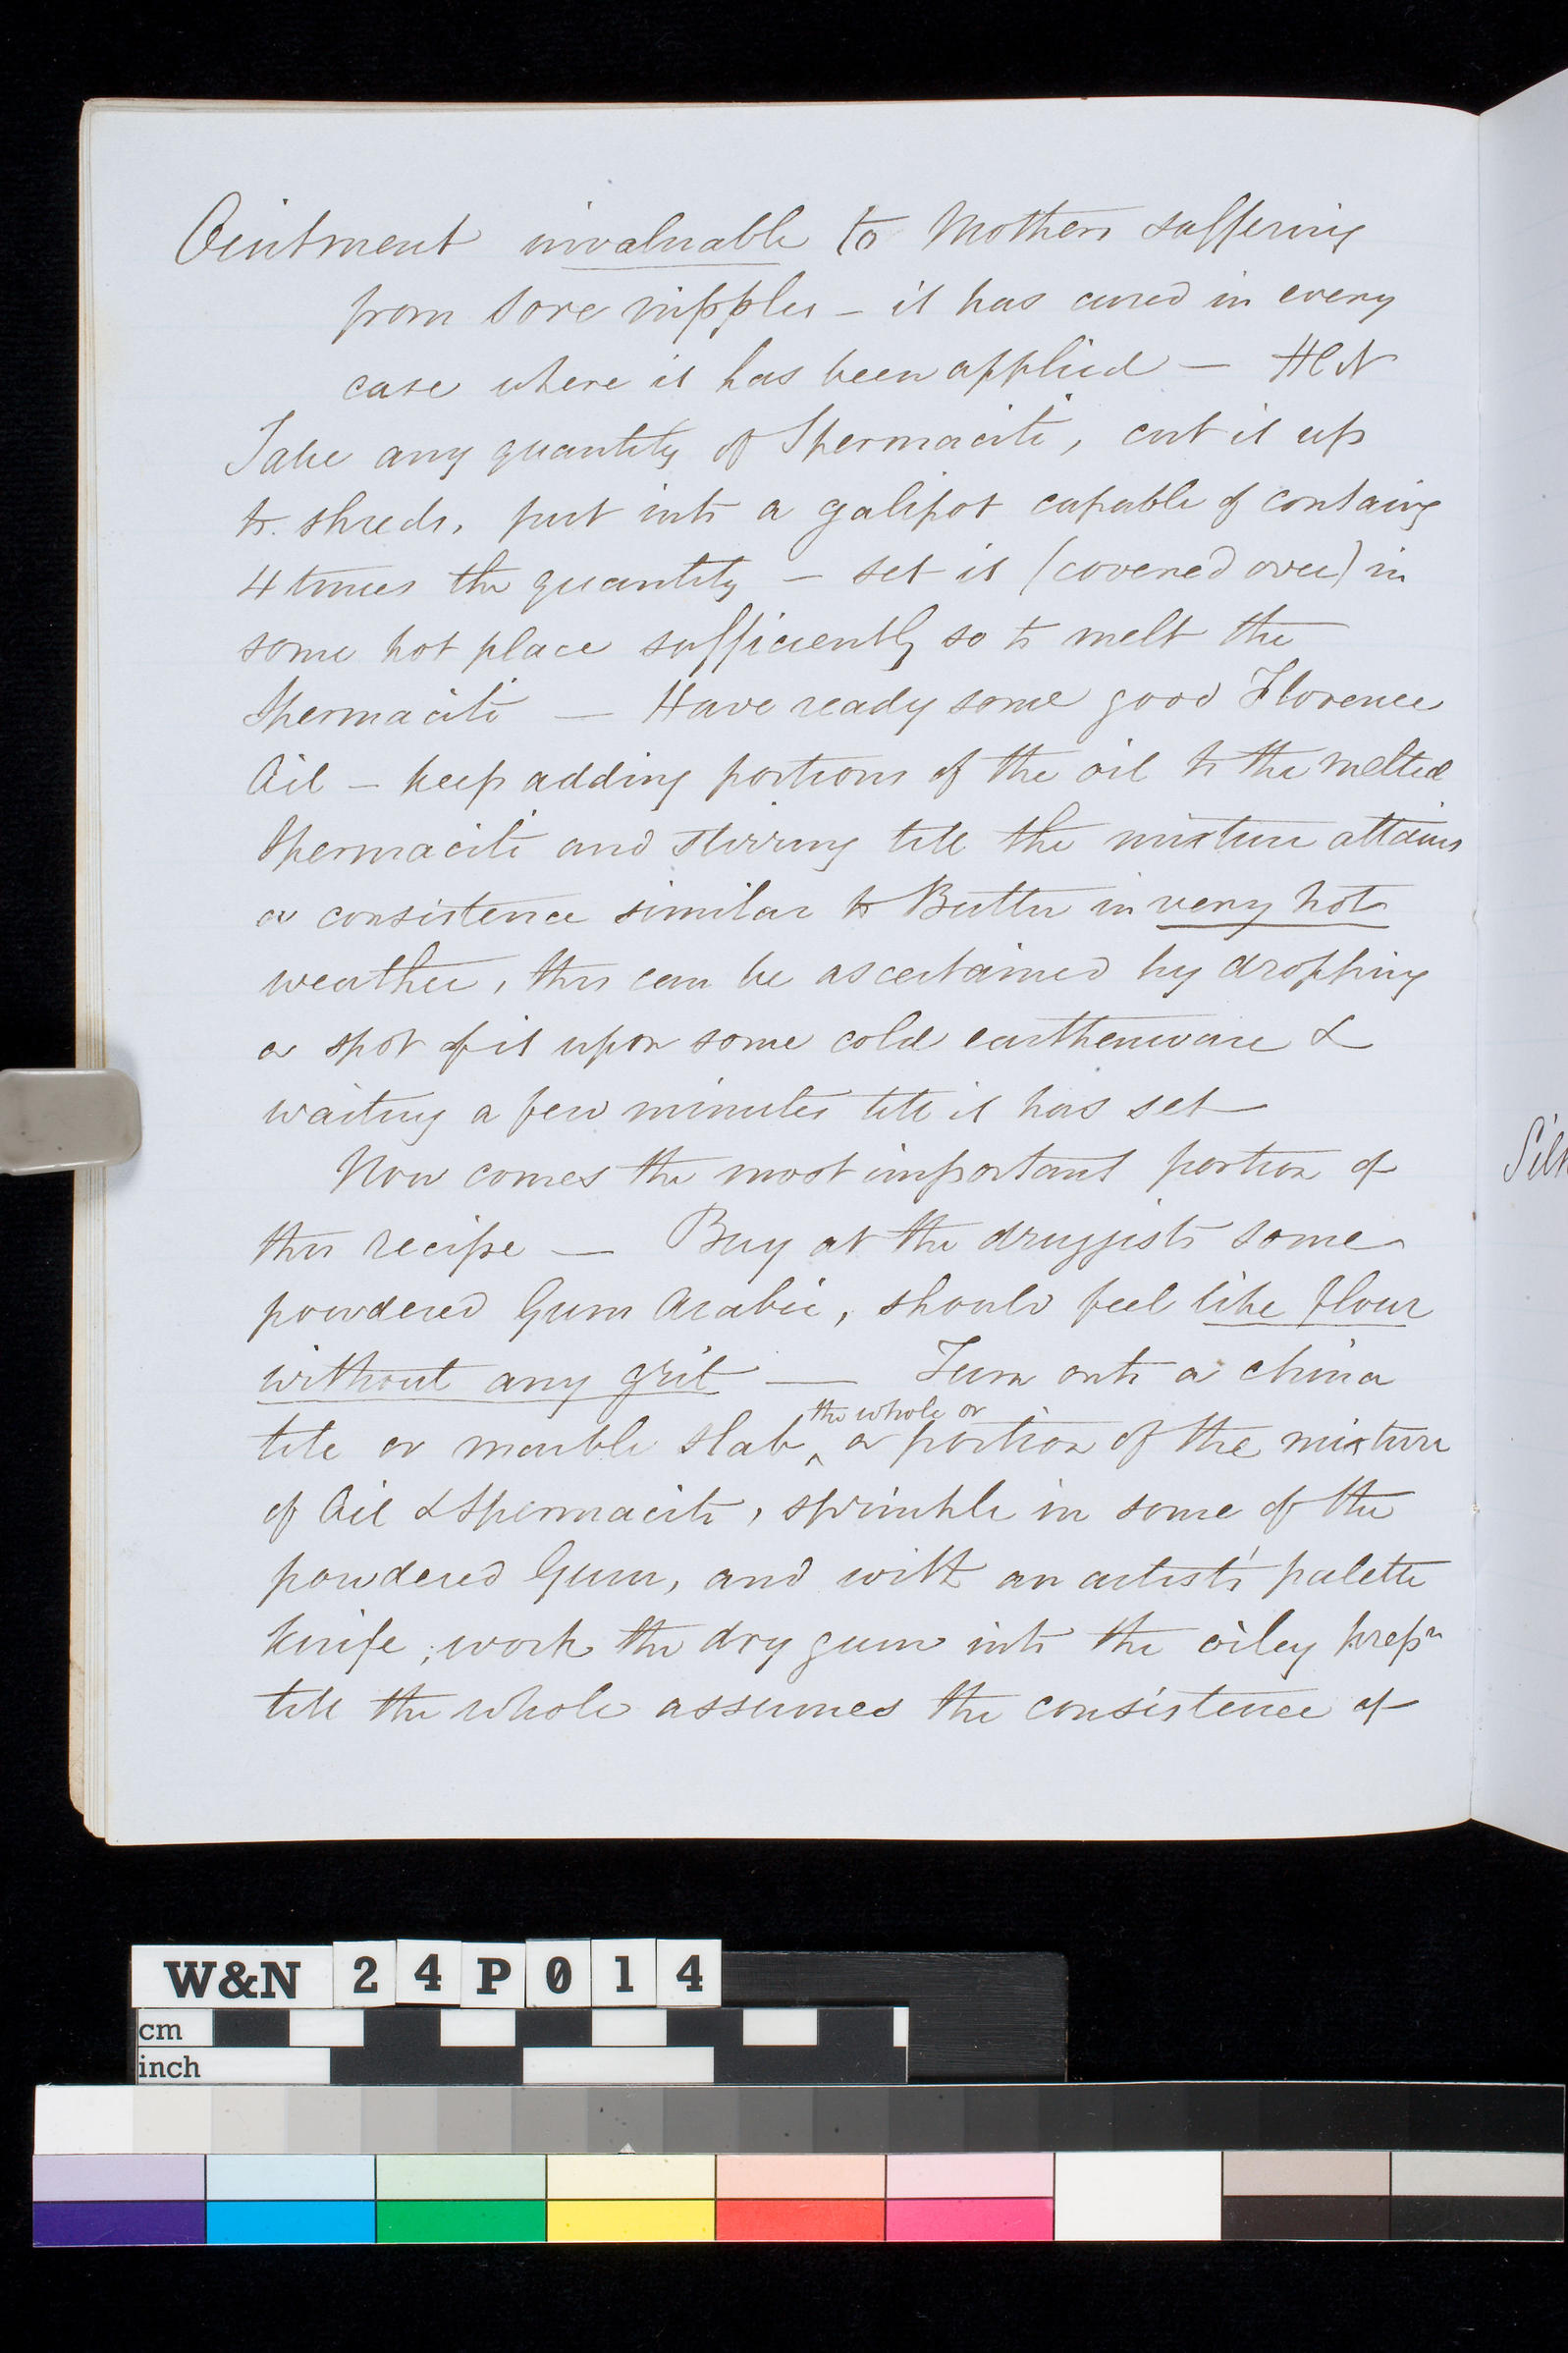 Ointment invaluable to Mothers suffering
from sore nipples – it has cured in every
case where it has been applied — HCN
Take any quantity of Spermaciti, cut it up
to shreds, put into a galipot capable of containg
4 times the quantity – set it (covered over) in
some hot place sufficiently so to melt the
Spermaciti — Have ready some good Florence
Oil – keep adding portions of the oil to the melted
Spermaciti and stirring till the mixture attains
a consistence similar to Butter in very hot
weather, this can be ascertained by dropping
a spot of it upon some cold earthenware &
waiting a few minutes till it has set
Now comes the most important portion of
this recipe — Buy at the druggists some
powdered Gum Arabic, should feel like flour
without any grit — Turn onto a china
the whole or
tile or marble slab ^ a portion of the mixture
of Oil & Spermaciti, sprinkle in some of the
powdered Gum, and with an artists' palette
knife; work the dry gum into the oiley prepn
till the whole assumes the consistence of
W&N 24P014
cm
inch